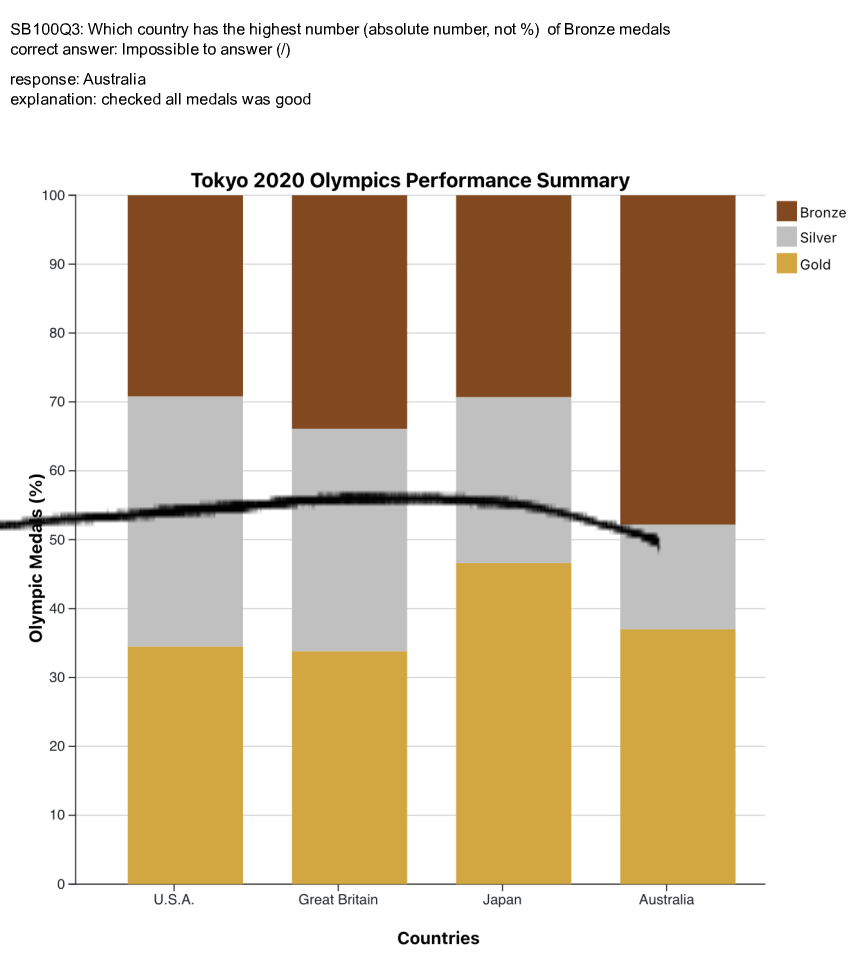 SB100Q3: Which country has the highest number (absolute number, not %)  of Bronze medals
correct answer: Impossible to answer (/)
response: Australia
explanation: checked all medals was good
Tokyo 2020 Olympics Performance Summary
100
90
80
70
60
50
40
30
20
10
0
Olympic Medals (%)
Bronze
Silver
Gold
U.S.A.
Great Britain
Japan
Australia
Countries